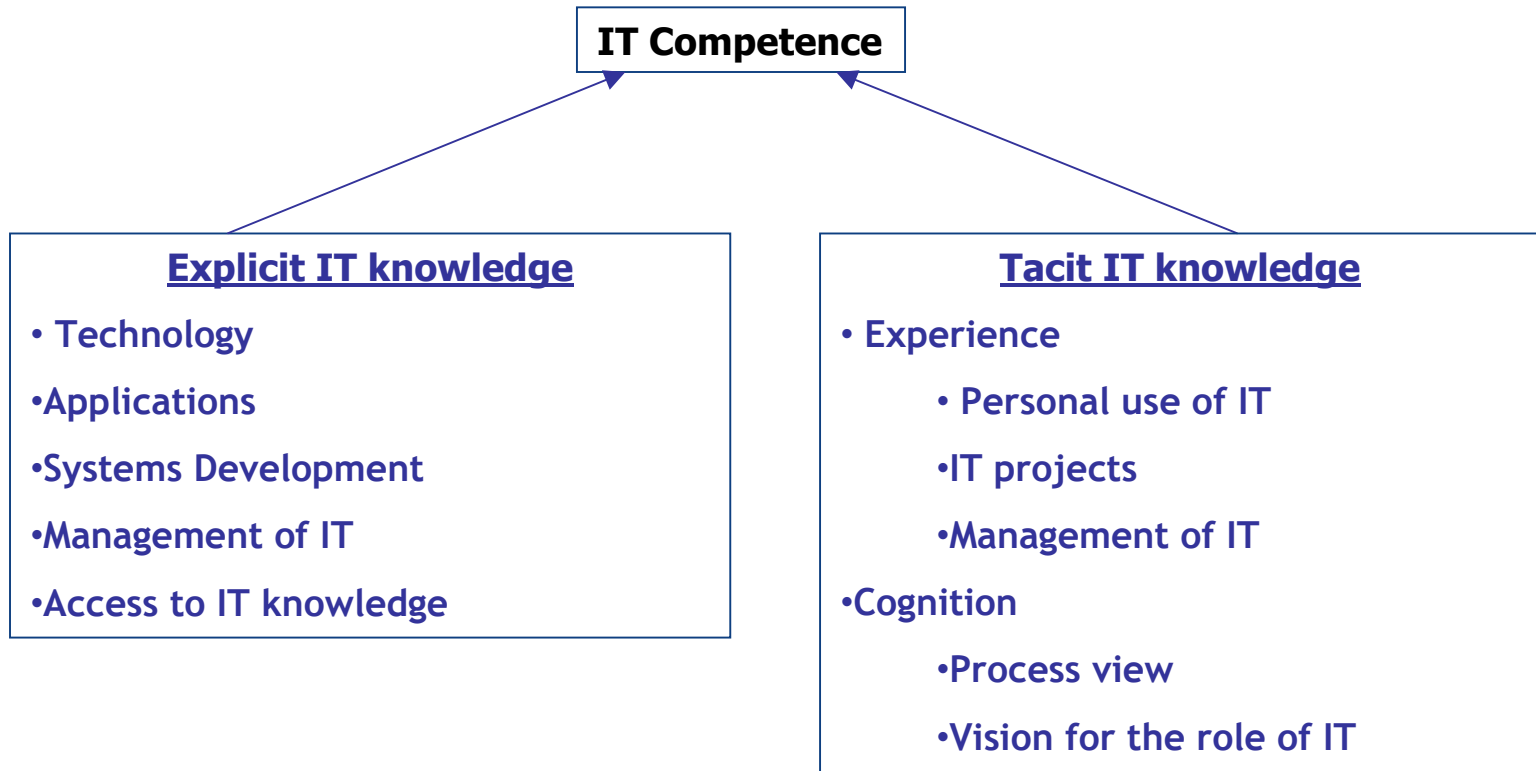 IT Competence
Explicit IT knowledge
• Technology
•Applications
•Systems Development
•Management of IT
•Access to IT knowledge
Tacit IT knowledge
• Experience
• Personal use of IT
•IT projects
•Management of IT
•Cognition
•Process view
•Vision for the role of IT